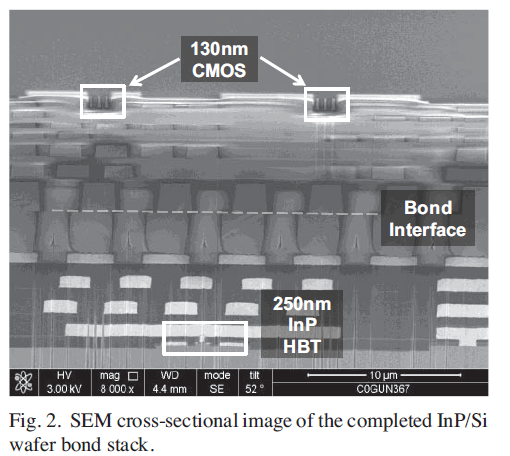 130nm
CMOS
Bond
Interface
250nm
InP
HBT
HV mag □ WD mode tilt
3.00 kV 8 000 x 4.4 mm SE 52 °
10 µm
C0GUN367
Fig. 2. SEM cross-sectional image of the completed InP/Si
wafer bond stack.